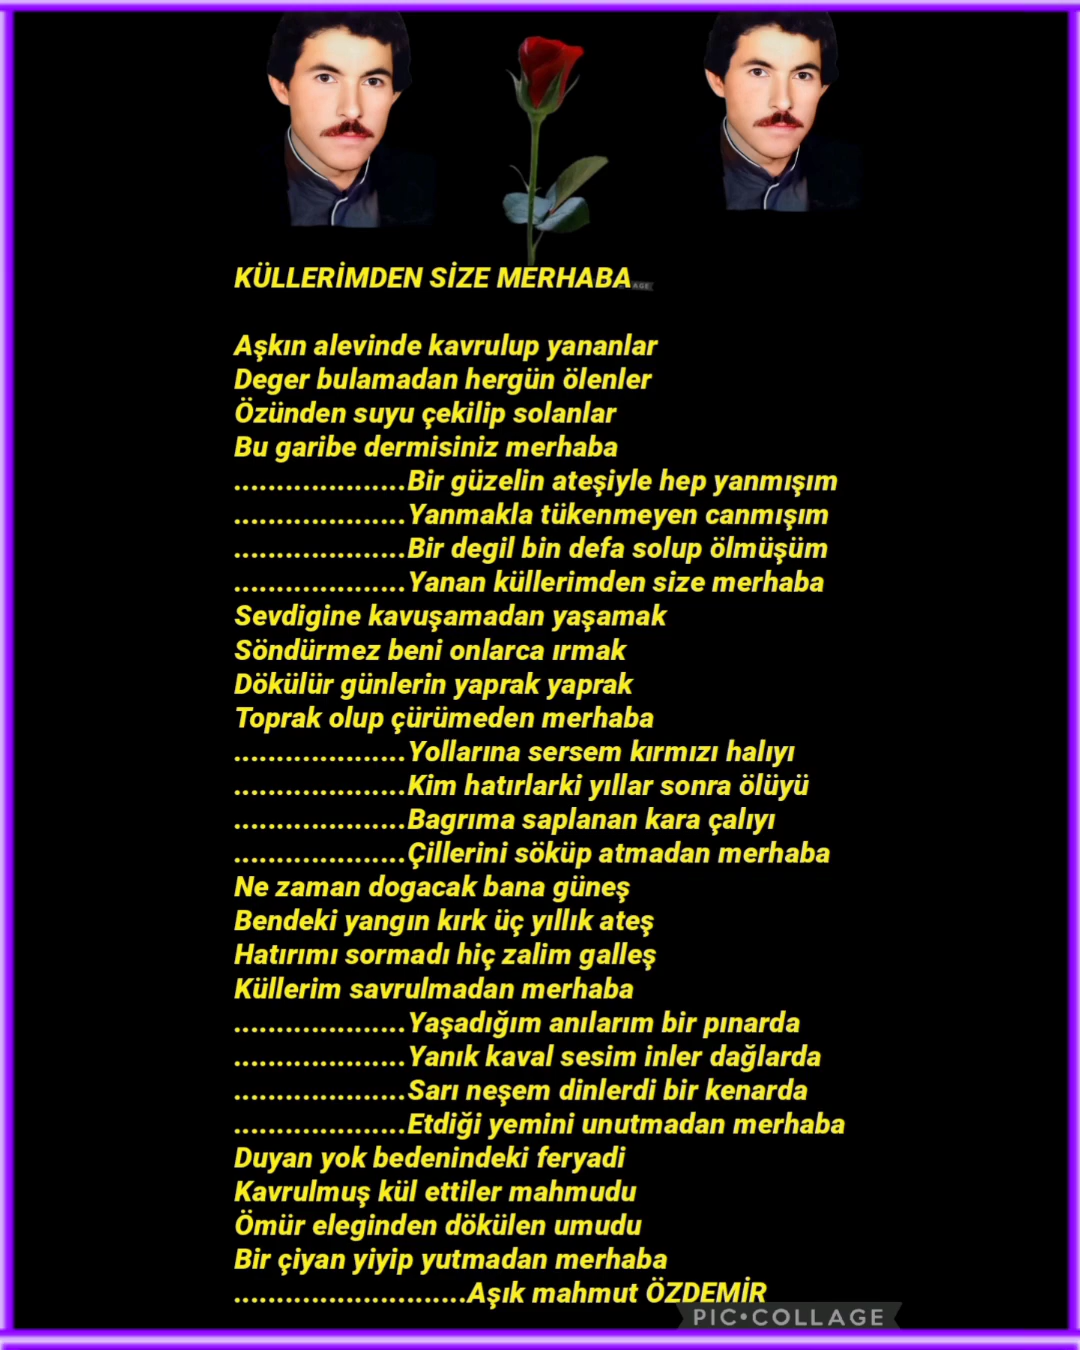 KÜLLERİMDEN SİZE MERHABA
Aşkın alevinde kavrulup yananlar
Deger bulamadan hergün ölenler
Özünden suyu çekilip solanlar
Bu garibe dermisiniz merhaba
....................Bir güzelin ateşiyle hep yanmışım
....................Yanmakla tükenmeyen canmışım
....................Bir degil bin defa solup ölmüşüm
....................Yanan küllerimden size merhaba
Sevdigine kavuşamadan yaşamak
Söndürmez beni onlarca ırmak
Dökülür günlerin yaprak yaprak
Toprak olup çürümeden merhaba
....................Yollarına sersem kırmızı halıyı
....................Kim hatırlarki yıllar sonra ölüyü
....................Bagrıma saplanan kara çalıyı
....................Çillerini söküp atmadan merhaba
Ne zaman dogacak bana güneş
Bendeki yangın kırk üç yıllık ateş
Hatırımı sormadı hiç zalim galleş
Küllerim savrulmadan merhaba
....................Yaşadığım anılarım bir pınarda
....................Yanık kaval sesim inler dağlarda
....................Sarı neşem dinlerdi bir kenarda
....................Etdiği yemini unutmadan merhaba
Duyan yok bedenindeki feryadi
Kavrulmuş kül ettiler mahmudu
Ömür eleginden dökülen umudu
Bir çiyan yiyip yutmadan merhaba
...........................Aşık mahmut ÖZDEMİR
PIC•COLLAGE